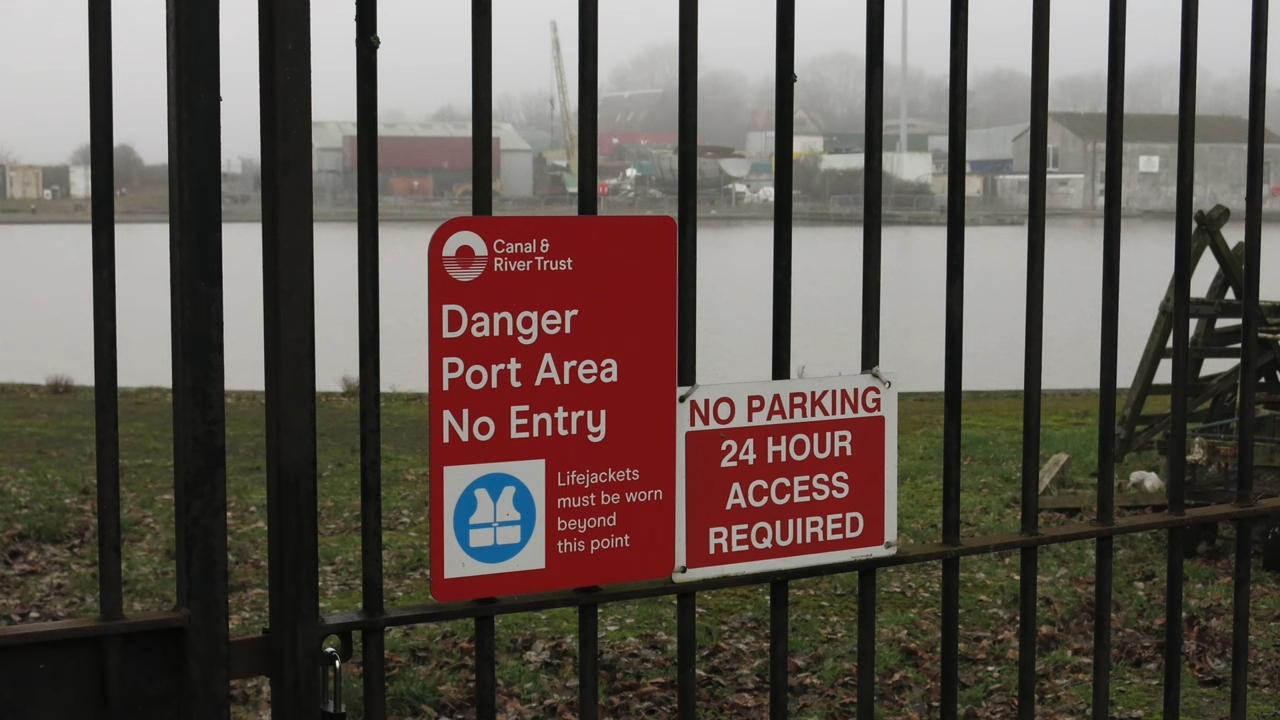 Canal &
River Trust
Danger
Port Area
No Entry
Lifejackets
must be worn
beyond
this point
NO PARKING
24 HOUR
ACCESS
REQUIRED